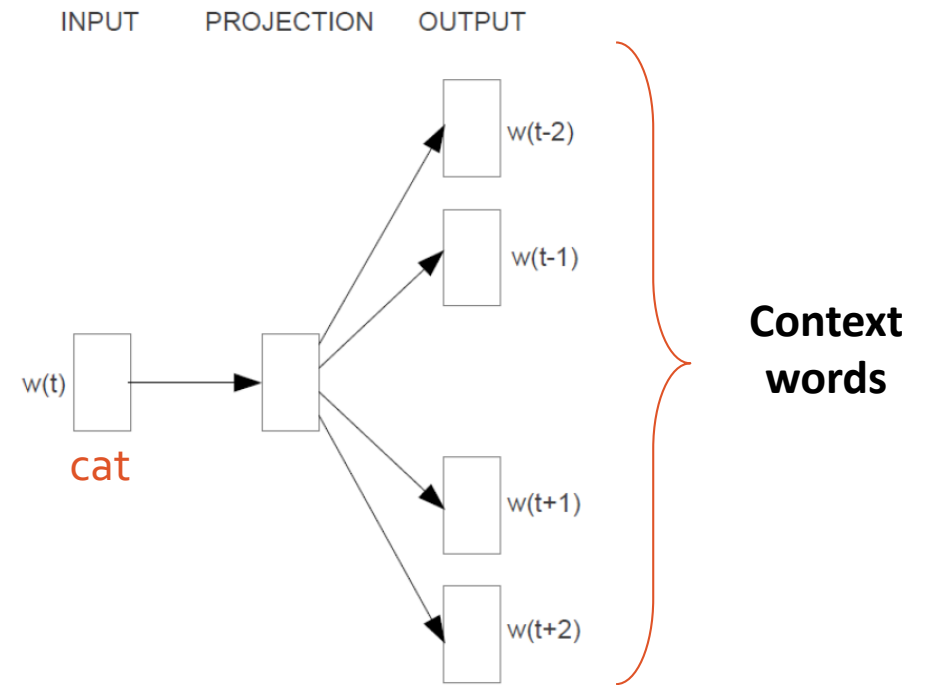 INPUT PROJECTION OUTPUT
w(t-2)
w(t-1)
w(t)
cat
w(t+1)
w(t+2)
Context
words